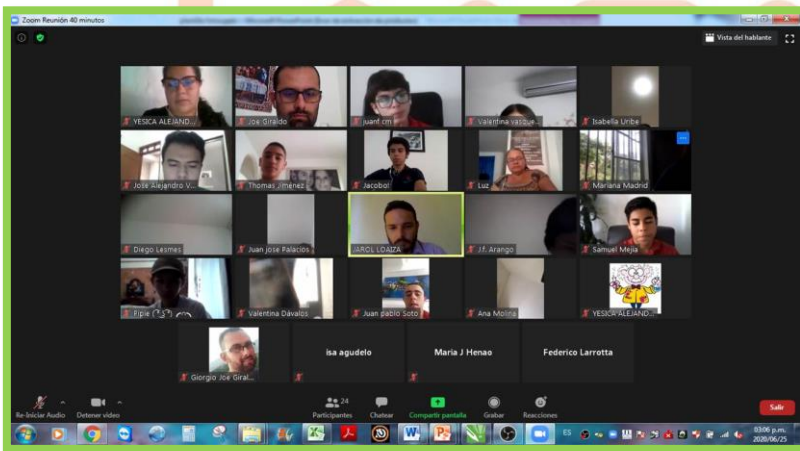 Zoom Reunión 40 minutos
Vista del hablante
YESICA ALEJAND...
Joe Giraldo
juant cm
Valentina vasque...
Isabella Uribe
Jose Alejandro V...
Thomas Jimenez
Jacobol
Luz
Mariana Madrid
Diego Lesmes
Juan jose Palacios
JAROL LOAIZA
J.f. Arango
Samuel Mejia
Valentina Dávalos
Juan pablo Soto
Ana Molina
YESICA ALEJAND...
Giorgio Joe Giral...
isa agudelo
Maria J Henao
Federico Larrotta
Re-Iniciar Audio
Detener video
24
Participantes
Chatear
Compartir pantalla
Grabar
Reacciones
Salir
ES
03:06 p.m.
2020/06/25